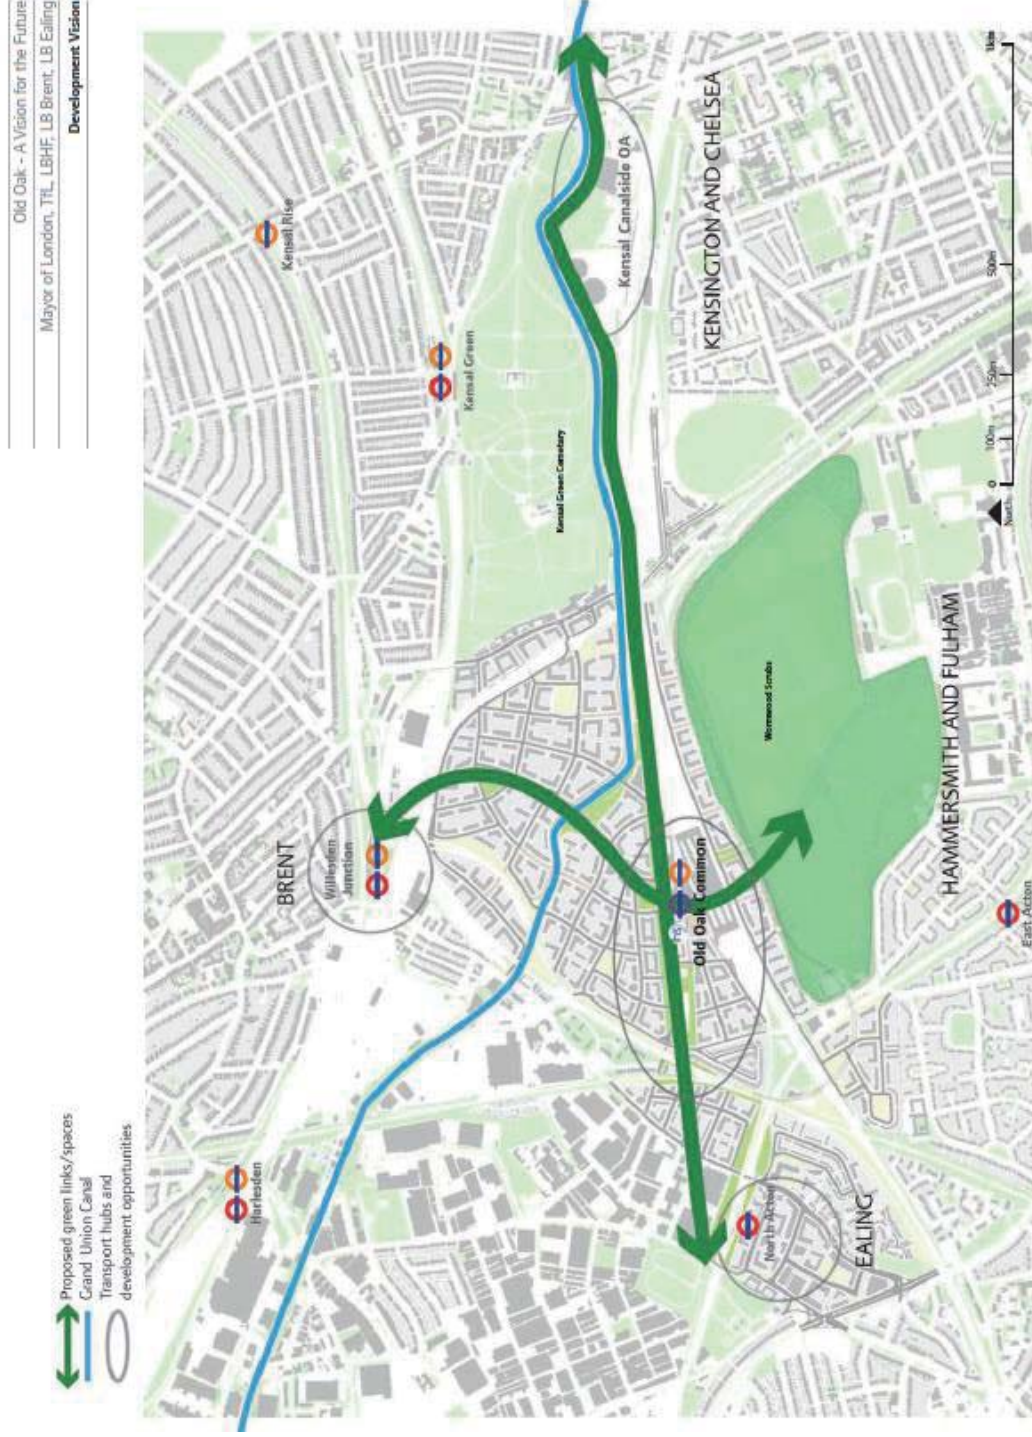 Old Oak - A Vision for the Future
Mayor of London, TfL, LBHF, LB Brent, LB Ealing
Development Vision
Proposed green links/spaces
Grand Union Canal
Transport hubs and
development opportunities
Harlesden
BRENT
Willesden
Junction
Kensal Rise
Kensal Green
Kensal Green Cemetery
Kensal Canalside OA
KENSINGTON AND CHELSEA
Old Oak Common
Wormwood Scrubs
North Acton
EALING
HAMMERSMITH AND FULHAM
East Acton
North
0
100m
250m
500m
1km